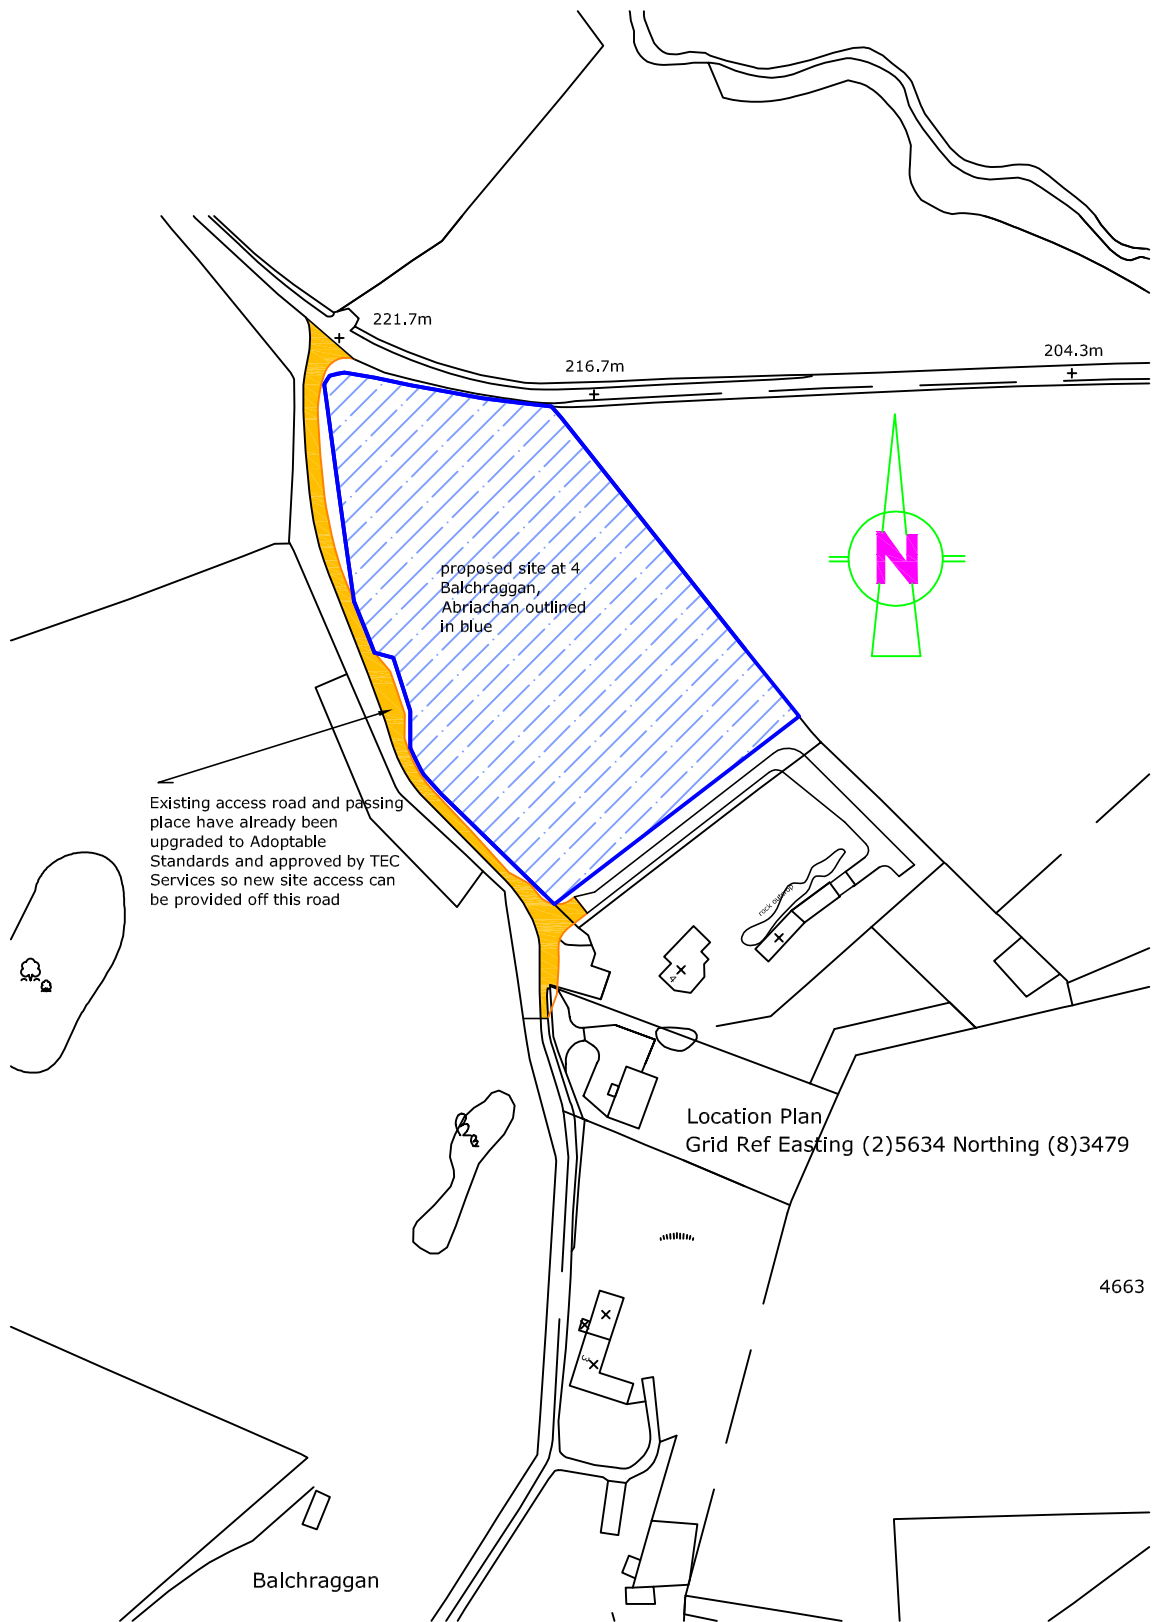 221.7m
216.7m
204.3m
N
proposed site at 4
Balchraggan,
Abriachan outlined
in blue
Existing access road and passing
place have already been
upgraded to Adoptable
Standards and approved by TEC
Services so new site access can
be provided off this road
rock outcrop
4
Location Plan
Grid Ref Easting (2)5634 Northing (8)3479
4663
3
Balchraggan